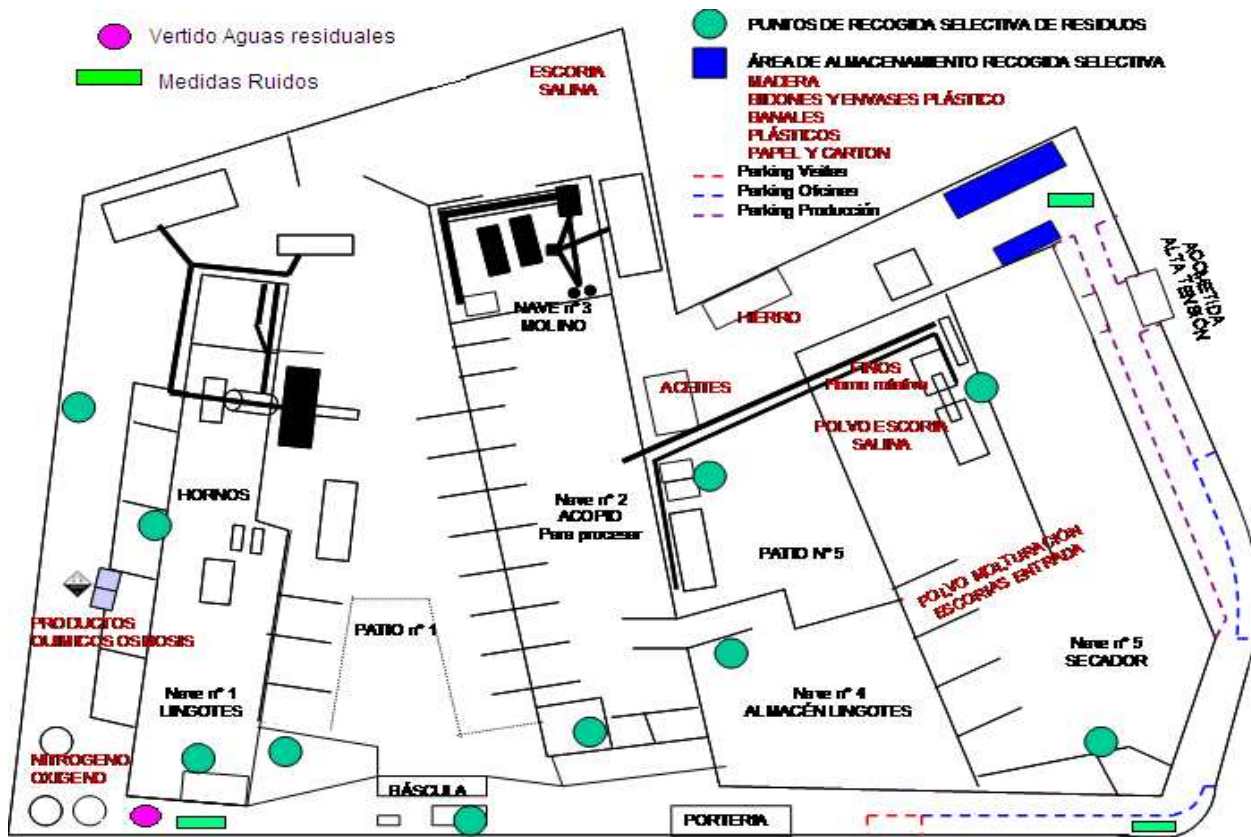 Vertido Aguas residuales
Medidas Ruidos
PUNTOS DE RECOGIDA SELECTIVA DE RESIDUOS
ÁREA DE ALMACENAMIENTO RECOGIDA SELECTIVA
MADERA
BIDONES Y ENVASES PLÁSTICO
BANALES
PLÁSTICOS
PAPEL Y CARTON
Parking Visitas
Parking Oficinas
Parking Producción
ESCORIA
SALINA
ACOMETIDA
ALTA TENSIÓN
NAVE nº 3
MOLINO
HIERRO
ACEITES
FINOS
POLVO ESCORIA
SALINA
HORNOS
Nave nº 2
ACOPIO
Para procesar
PATIO Nº 5
POLVO MOLTURACIÓN
ESCORIAS ENTRADA
PRODUCTOS
QUIMICOS OSMOSIS
PATIO nº 1
Nave nº 5
SECADOR
Nave nº 1
LINGOTES
Nave nº 4
ALMACÉN LINGOTES
NITROGENO
OXIGENO
BÁSCULA
PORTERIA